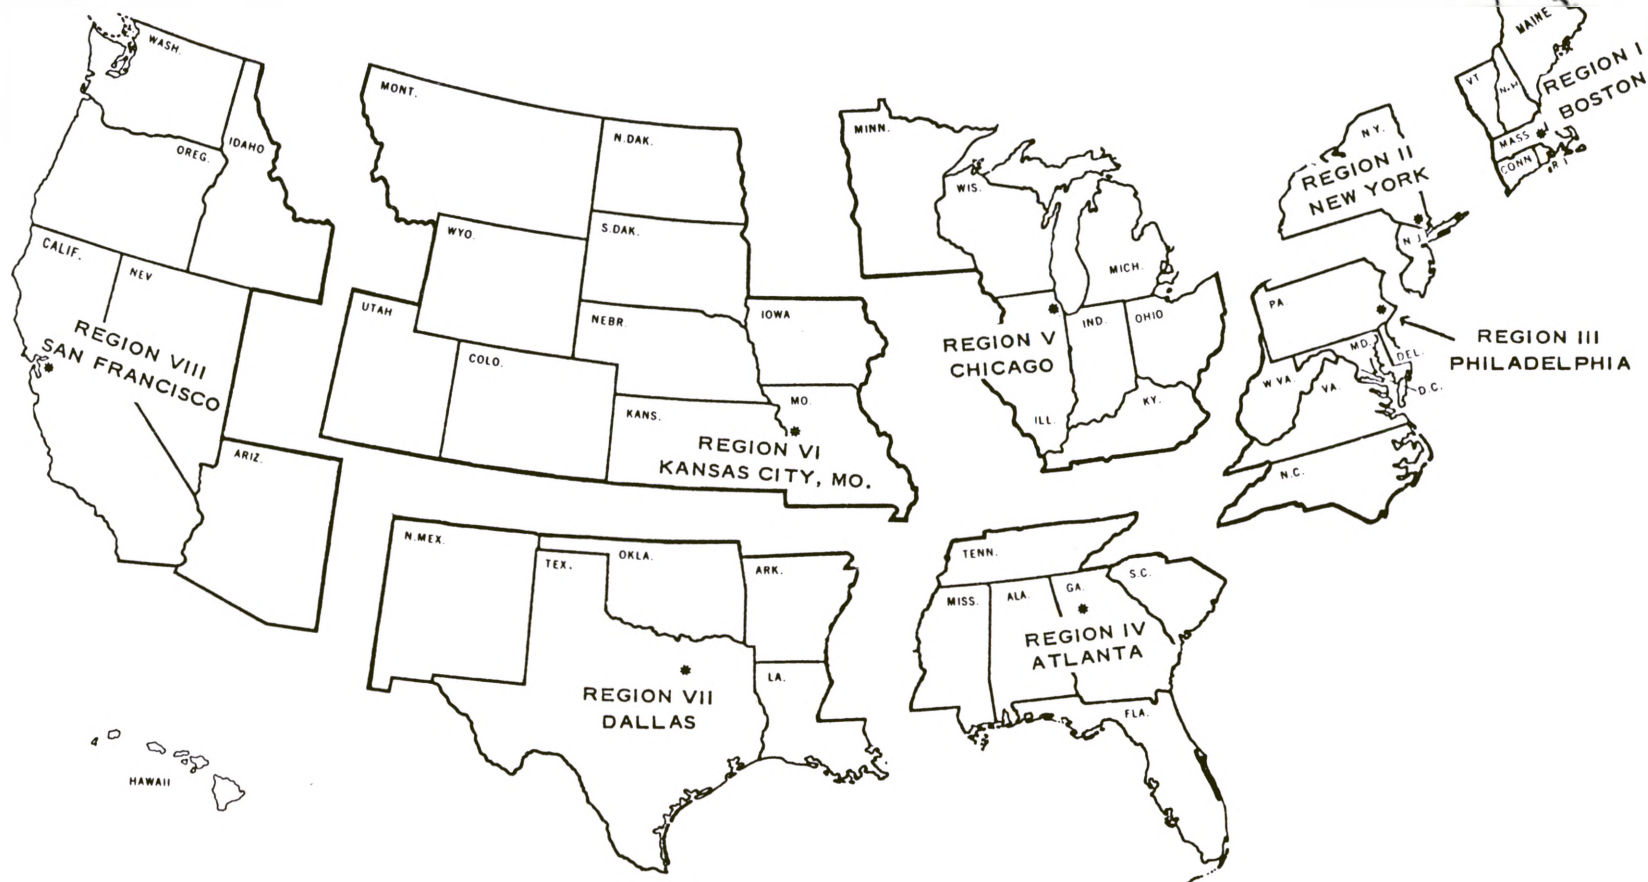 WASH.
OREG.
IDAHO
CALIF.
NEV
REGION VIII
SAN FRANCISCO
ARIZ.
HAWAII
MONT.
N.DAK.
S.DAK.
WYO.
NEBR.
UTAH
COLO.
KANS.
IOWA
MO.
REGION VI
KANSAS CITY, MO.
N.MEX.
TEX.
OKLA.
ARK.
LA.
REGION VII
DALLAS
MINN.
WIS.
MICH.
IND.
OHIO
ILL.
KY.
REGION V
CHICAGO
TENN.
MISS.
ALA.
GA.
S.C.
FLA.
REGION IV
ATLANTA
PA
MD.
DEL.
D.C.
W VA.
VA.
N.C.
REGION III
PHILADELPHIA
N.Y.
N J
REGION II
NEW YORK
MAINE
VT
N.H
MASS
CONN
R I
REGION I
BOSTON